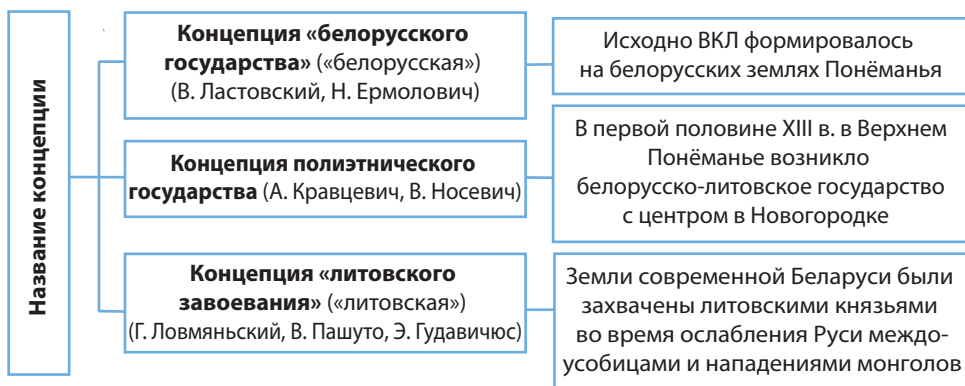 Название концепции
Концепция «белорусского
государства» («белорусская»)
(В. Ластовский, Н. Ермолович)
Исходно ВКЛ формировалось
на белорусских землях Понёманья
Концепция полиэтнического
государства (А. Кравцевич, В. Носевич)
В первой половине XIII в. в Верхнем
Понёманье возникло
белорусско-литовское государство
с центром в Новогородке
Концепция «литовского
завоевания» («литовская»)
(Г. Ловмяньский, В. Пашуто, Э. Гудавичюс)
Земли современной Беларуси были
захвачены литовскими князьями
во время ослабления Руси междо-
усобицами и нападениями монголов